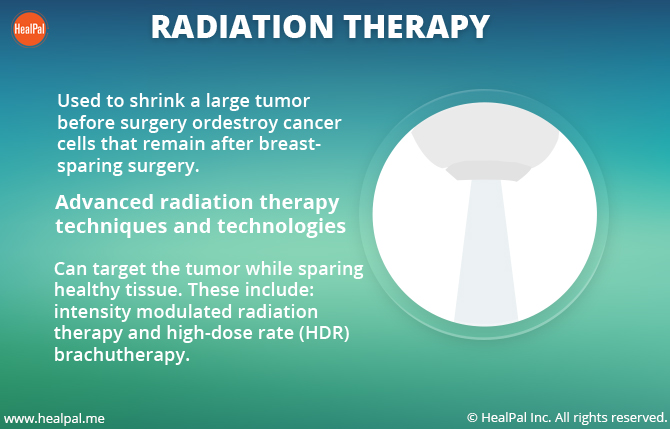 HealPal
RADIATION THERAPY
Used to shrink a large tumor
before surgery ordestroy cancer
cells that remain after breast-
sparing surgery.
Advanced radiation therapy
techniques and technologies
Can target the tumor while sparing
healthy tissue. These include:
intensity modulated radiation
therapy and high-dose rate (HDR)
brachutherapy.
www.healpal.me
© HealPal Inc. All rights reserved.